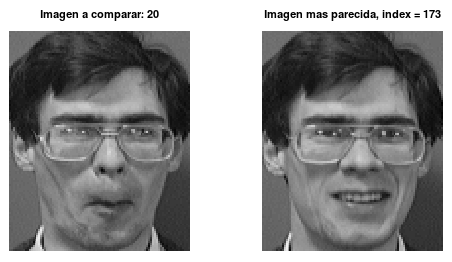 Imagen a comparar: 20
Imagen mas parecida, index = 173